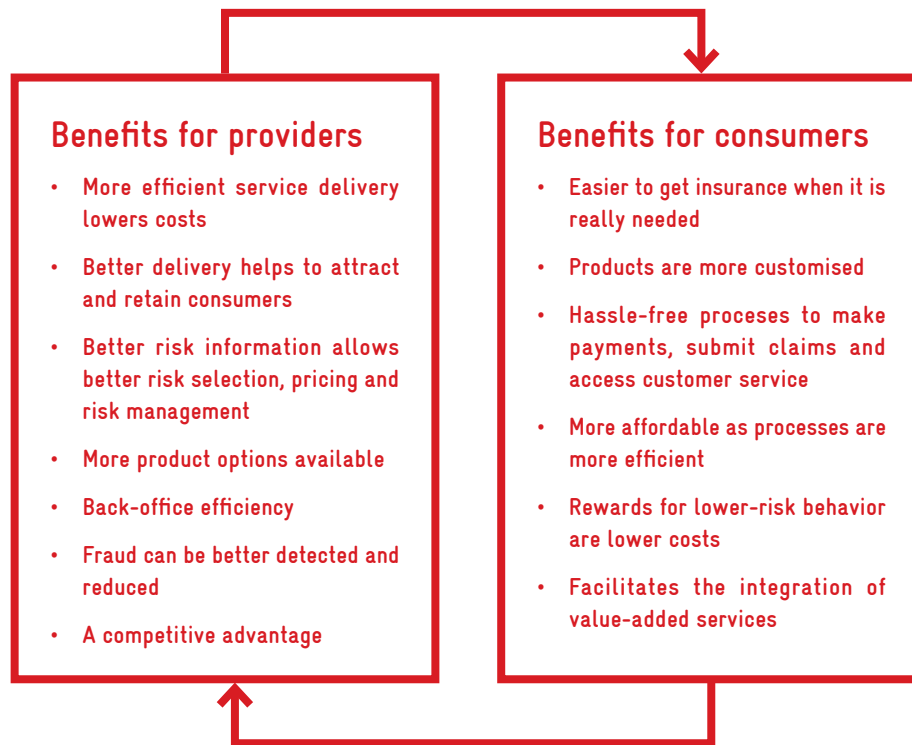 Benefits for providers
• More efficient service delivery
lowers costs
• Better delivery helps to attract
and retain consumers
• Better risk information allows
better risk selection, pricing and
risk management
• More product options available
• Back-office efficiency
• Fraud can be better detected and
reduced
• A competitive advantage
Benefits for consumers
• Easier to get insurance when it is
really needed
• Products are more customised
• Hassle-free proceses to make
payments, submit claims and
access customer service
• More affordable as processes are
more efficient
• Rewards for lower-risk behavior
are lower costs
• Facilitates the integration of
value-added services